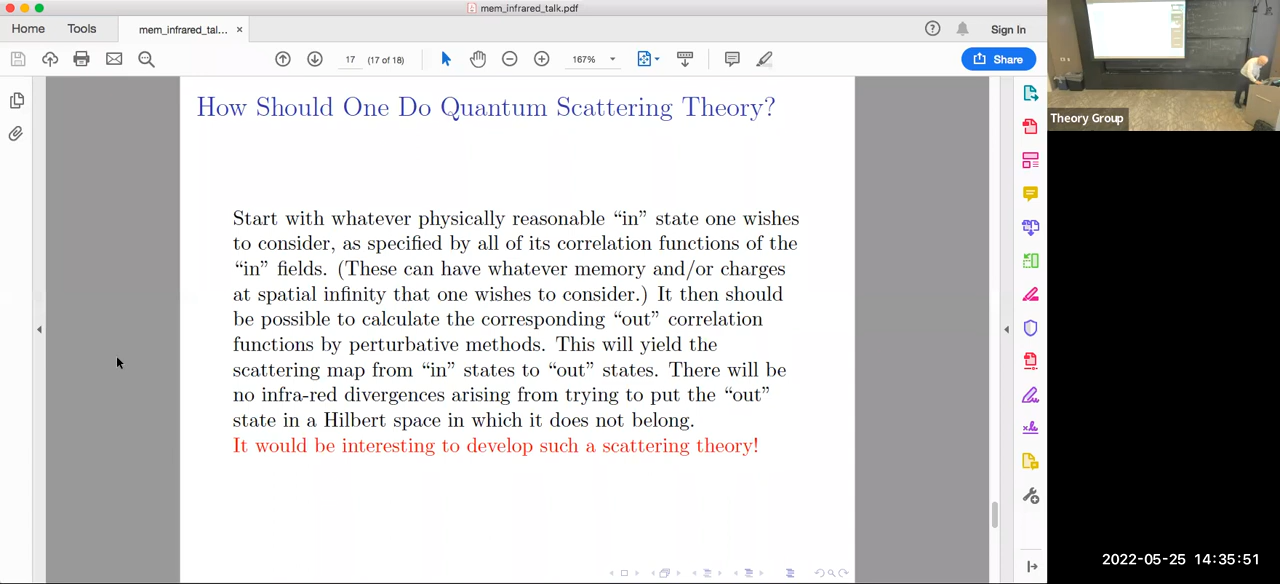 mem_infrared_talk.pdf
Home Tools mem_infrared_tal... × Sign In
17 (17 of 18) 167% Share
Theory Group
How Should One Do Quantum Scattering Theory?
Start with whatever physically reasonable “in” state one wishes
to consider, as specified by all of its correlation functions of the
“in” fields. (These can have whatever memory and/or charges
at spatial infinity that one wishes to consider.) It then should
be possible to calculate the corresponding “out” correlation
functions by perturbative methods. This will yield the
scattering map from “in” states to “out” states. There will be
no infra-red divergences arising from trying to put the “out”
state in a Hilbert space in which it does not belong.
It would be interesting to develop such a scattering theory!
2022-05-25 14:35:51